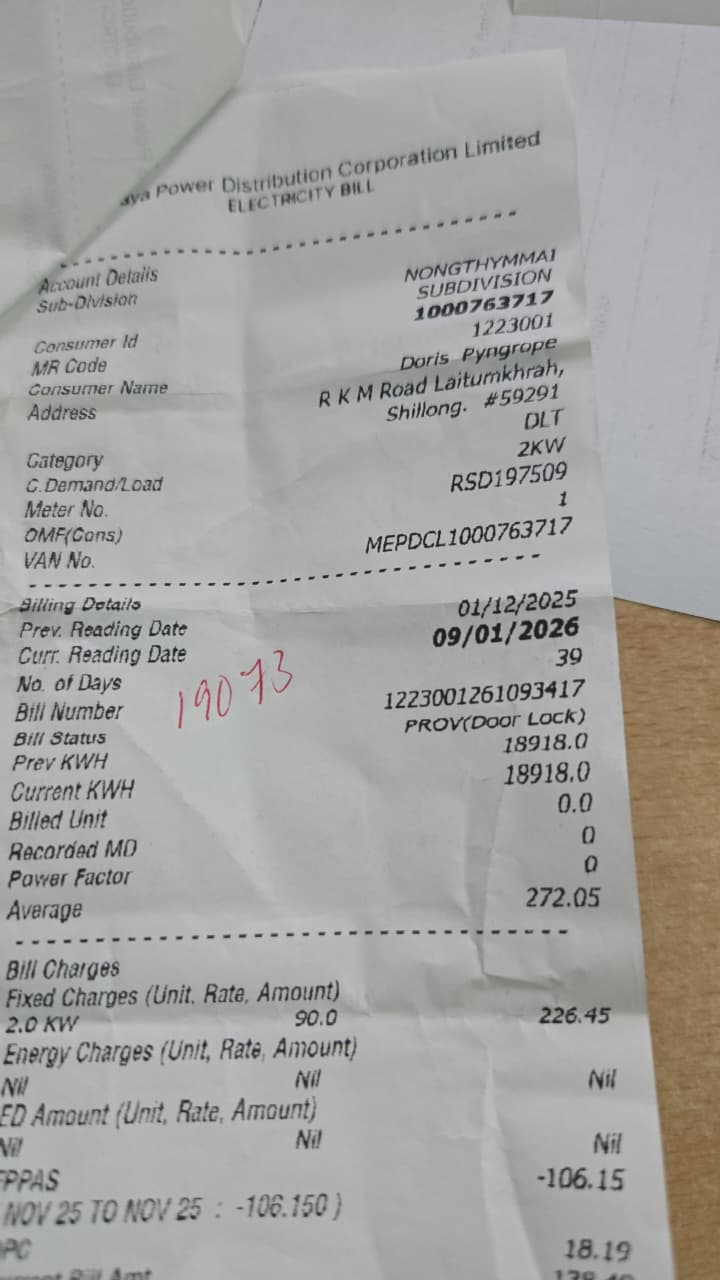 Power Distribution Corporation Limited
ELECTRICITY BILL
Account Details
Sub-Division NONGTHYMMAI SUBDIVISION
Consumer Id 1000763717
MR Code 1223001
Consumer Name Doris Pyngrope
Address R K M Road Laitumkhrah, Shillong. #59291
Category DLT
C.Demand/Load 2KW
Meter No. RSD197509
OMF(Cons) 1
VAN No. MEPDCL1000763717
Billing Details
Prev. Reading Date 01/12/2025
Curr. Reading Date 09/01/2026
No. of Days 39
19073
Bill Number 1223001261093417
Bill Status PROV(Door Lock)
Prev KWH 18918.0
Current KWH 18918.0
Billed Unit 0.0
Recorded MD 0
Power Factor 0
Average 272.05
Bill Charges
Fixed Charges (Unit, Rate, Amount)
2.0 KW 90.0 226.45
Energy Charges (Unit, Rate, Amount)
Nil Nil Nil
ED Amount (Unit, Rate, Amount)
Nil Nil Nil
FPPAS -106.15
NOV 25 TO NOV 25 : -106.150 )
18.19
Bill Amt